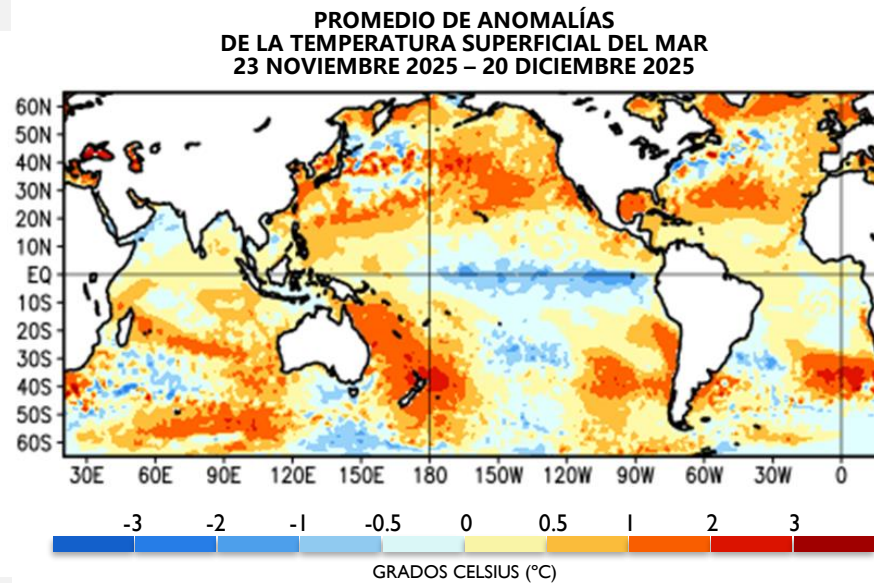 PROMEDIO DE ANOMALÍAS
DE LA TEMPERATURA SUPERFICIAL DEL MAR
23 NOVIEMBRE 2025 – 20 DICIEMBRE 2025
60N
50N
40N
30N
20N
10N
EQ
10S
20S
30S
40S
50S
60S
30E 60E 90E 120E 150E 180 150W 120W 90W 60W 30W 0
-3 -2 -1 -0.5 0 0.5 1 2 3
GRADOS CELSIUS (°C)